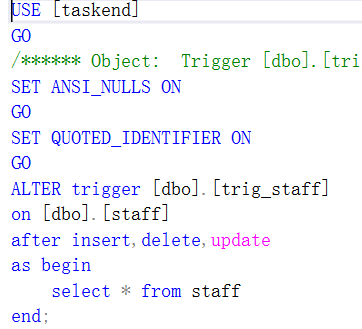 USE [taskend]
GO
/****** Object:  Trigger [dbo].[tri
SET ANSI_NULLS ON
GO
SET QUOTED_IDENTIFIER ON
GO
ALTER trigger [dbo].[trig_staff]
on [dbo].[staff]
after insert,delete,update
as begin
    select * from staff
end;